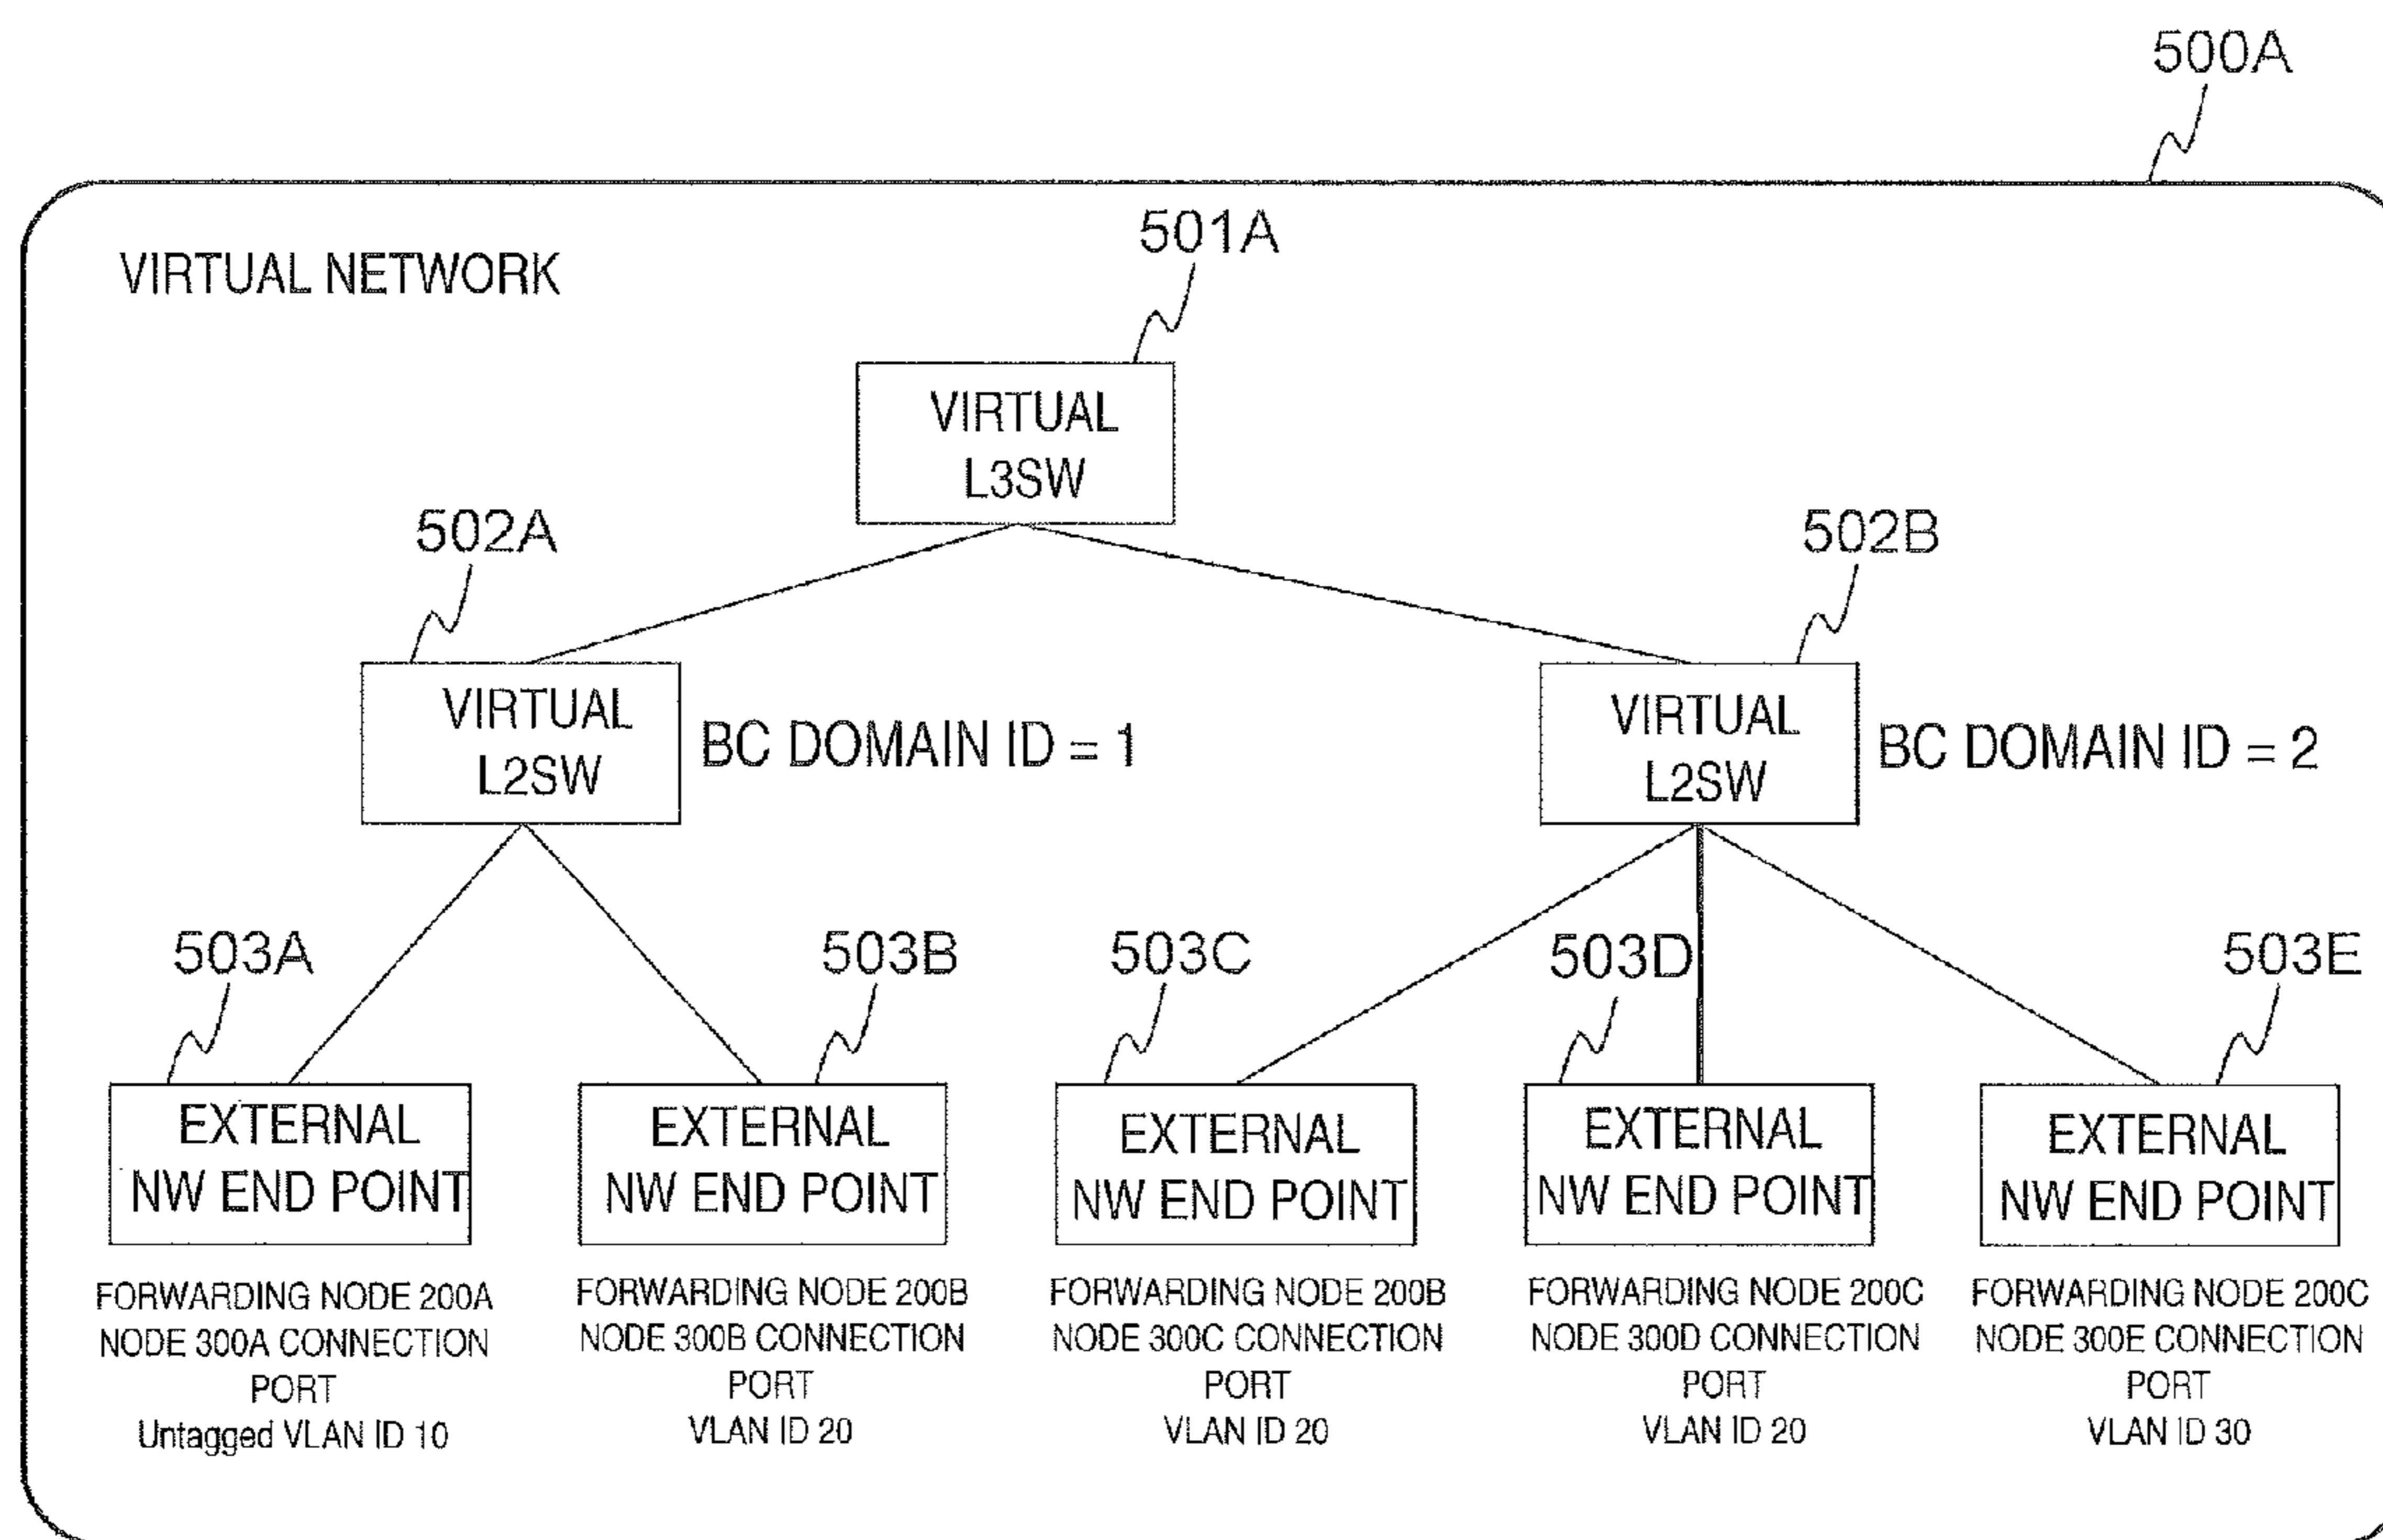 500A
VIRTUAL NETWORK
501A
VIRTUAL
L3SW
502A
502B
VIRTUAL
L2SW
BC DOMAIN ID = 1
VIRTUAL
L2SW
BC DOMAIN ID = 2
503A
503B
503C
503D
503E
EXTERNAL
NW END POINT
EXTERNAL
NW END POINT
EXTERNAL
NW END POINT
EXTERNAL
NW END POINT
EXTERNAL
NW END POINT
FORWARDING NODE 200A
NODE 300A CONNECTION
PORT
Untagged VLAN ID 10
FORWARDING NODE 200B
NODE 300B CONNECTION
PORT
VLAN ID 20
FORWARDING NODE 200B
NODE 300C CONNECTION
PORT
VLAN ID 20
FORWARDING NODE 200C
NODE 300D CONNECTION
PORT
VLAN ID 20
FORWARDING NODE 200C
NODE 300E CONNECTION
PORT
VLAN ID 30